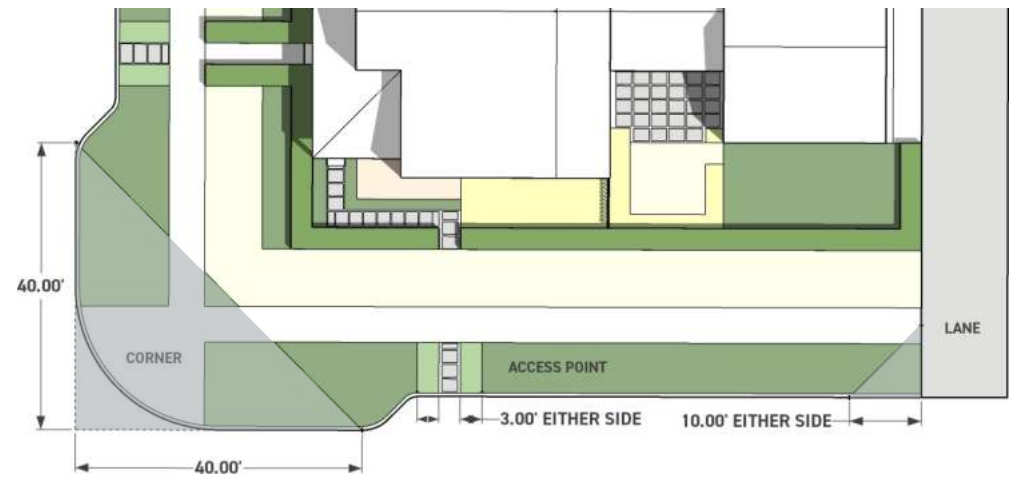 40.00'
CORNER
LANE
ACCESS POINT
3.00' EITHER SIDE
10.00' EITHER SIDE
40.00'